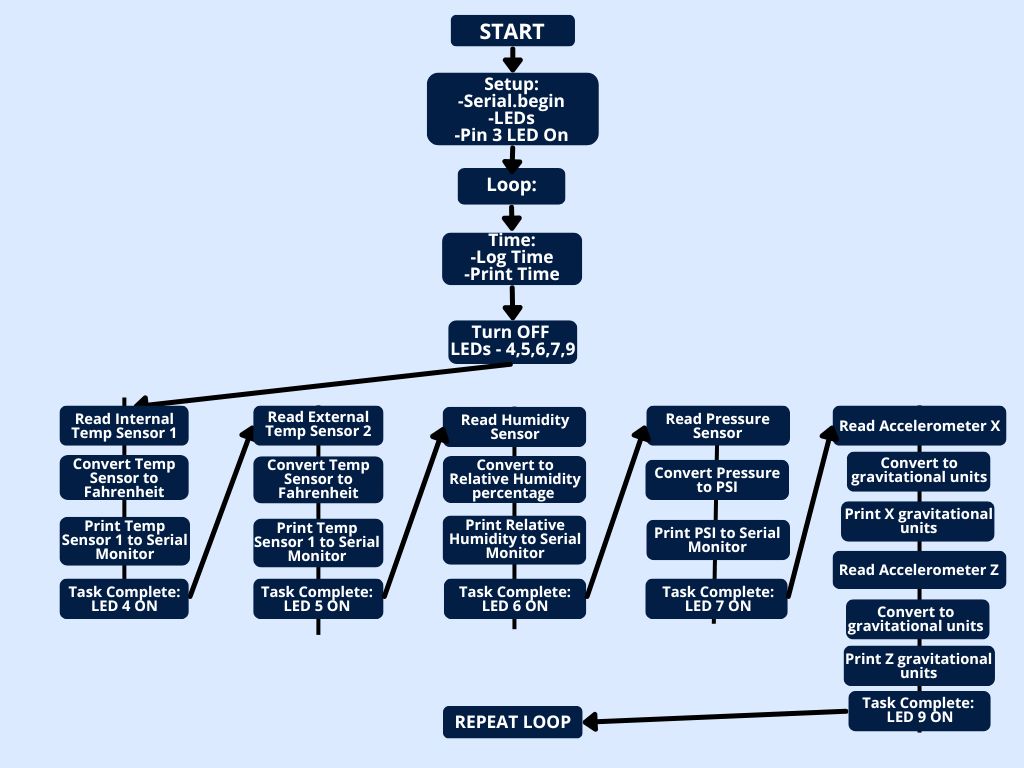 START
Setup:
-Serial.begin
-LEDs
-Pin 3 LED On
Loop:
Time:
-Log Time
-Print Time
Turn OFF
LEDs - 4,5,6,7,9
Read Internal
Temp Sensor 1
Convert Temp
Sensor to
Fahrenheit
Print Temp
Sensor 1 to Serial
Monitor
Task Complete:
LED 4 ON
Read External
Temp Sensor 2
Convert Temp
Sensor to
Fahrenheit
Print Temp
Sensor 1 to Serial
Monitor
Task Complete:
LED 5 ON
Read Humidity
Sensor
Convert to
Relative Humidity
percentage
Print Relative
Humidity to Serial
Monitor
Task Complete:
LED 6 ON
Read Pressure
Sensor
Convert Pressure
to PSI
Print PSI to Serial
Monitor
Task Complete:
LED 7 ON
Read Accelerometer X
Convert to
gravitational units
Print X gravitational
units
Read Accelerometer Z
Convert to
gravitational units
Print Z gravitational
units
Task Complete:
LED 9 ON
REPEAT LOOP